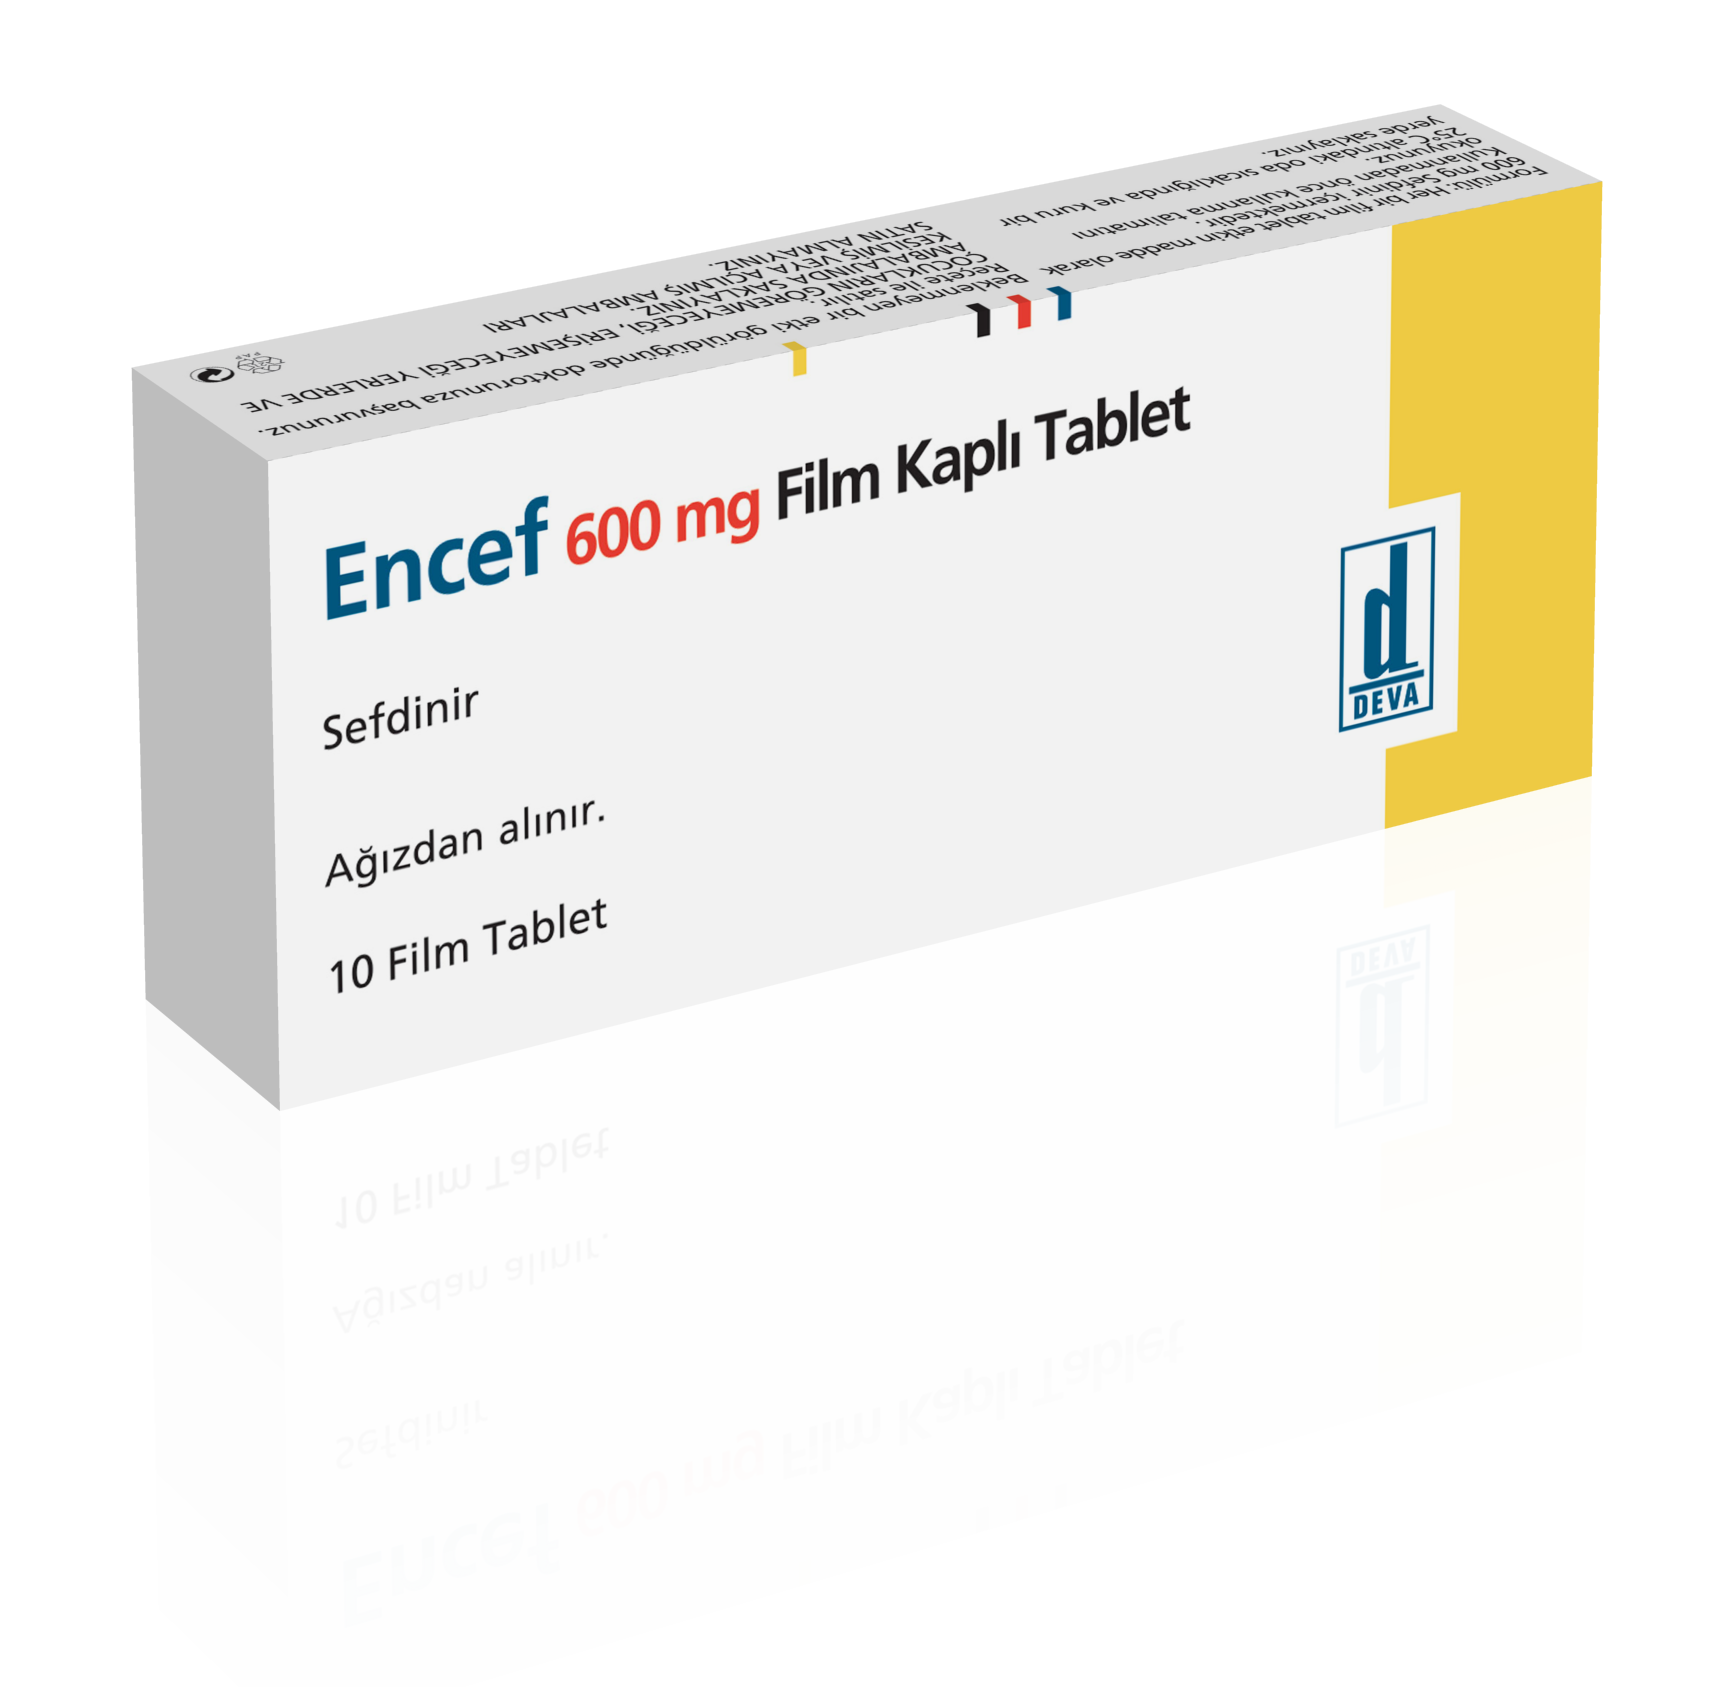 Encef 600 mg Film Kaplı Tablet
Sefdinir
Ağızdan alınır.
10 Film Tablet
d
DEVA
Formülü: Her bir film tablet etkin madde olarak
600 mg Sefdinir içermektedir.
Kullanmadan önce kullanma talimatını
okuyunuz.
25°C altındaki oda sıcaklığında ve kuru bir
yerde saklayınız.
Beklenmeyen bir etki görüldüğünde doktorunuza başvurunuz.
Reçete ile satılır.
ÇOCUKLARIN GÖREMEYECEĞİ, ERİŞEMEYECEĞİ YERLERDE VE
AMBALAJINDA SAKLAYINIZ.
KESİLMİŞ VEYA AÇILMIŞ AMBALAJLARI
SATIN ALMAYINIZ.
PAP